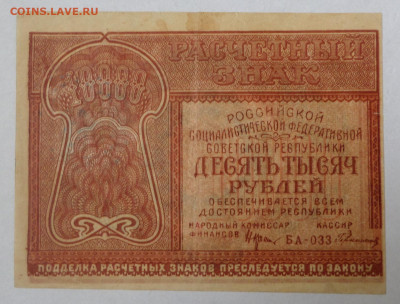 COINS.LAVE.RU
РАСЧЕТНЫЙ
ЗНАК
10000
РОССИЙСКОЙ
СОЦИАЛИСТИЧЕСКОЙ ФЕДЕРАТИВНОЙ
СОВЕТСКОЙ РЕСПУБЛИКИ
ДЕСЯТЬ ТЫСЯЧ
РУБЛЕЙ
ОБЕСПЕЧИВАЕТСЯ ВСЕМ
ДОСТОЯНИЕМ РЕСПУБЛИКИ
НАРОДНЫЙ КОМИССАР КАССИР
ФИНАНСОВ БА-033
ПОДДЕЛКА РАСЧЕТНЫХ ЗНАКОВ ПРЕСЛЕДУЕТСЯ ПО ЗАКОНУ